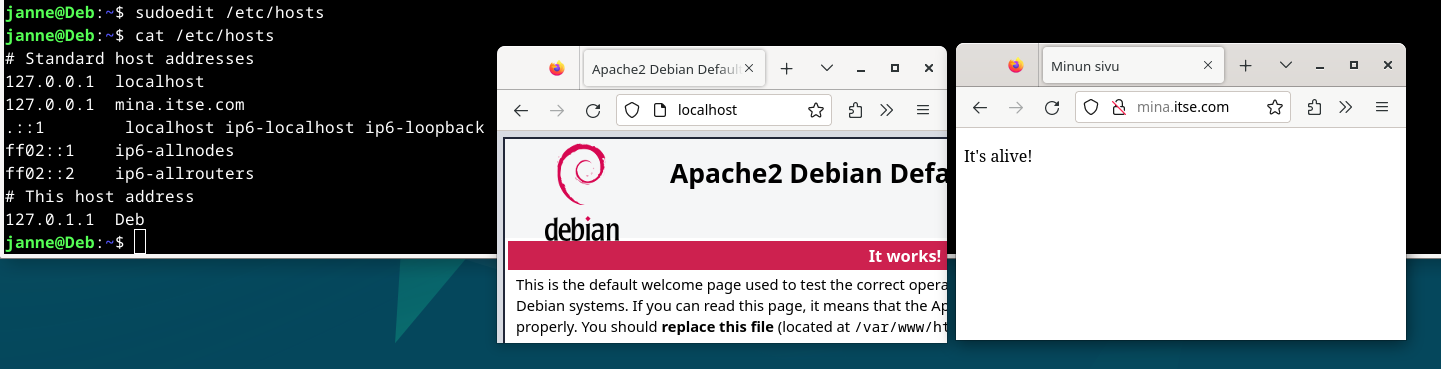 janne@Deb:~$ sudoedit /etc/hosts
janne@Deb:~$ cat /etc/hosts
# Standard host addresses
127.0.0.1  localhost
127.0.0.1  mina.itse.com
.::1        localhost ip6-localhost ip6-loopback
ff02::1    ip6-allnodes
ff02::2    ip6-allrouters
# This host address
127.0.1.1  Deb
janne@Deb:~$
Apache2 Debian Default
localhost
debian
Apache2 Debian Defa
It works!
This is the default welcome page used to test the correct opera
Debian systems. If you can read this page, it means that the Ap
properly. You should replace this file (located at /var/www/ht
Minun sivu
mina.itse.com
It's alive!